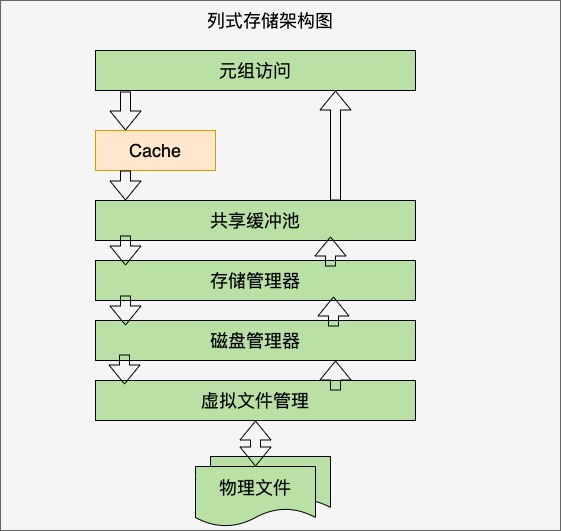 列式存储架构图
元组访问
Cache
共享缓冲池
存储管理器
磁盘管理器
虚拟文件管理
物理文件